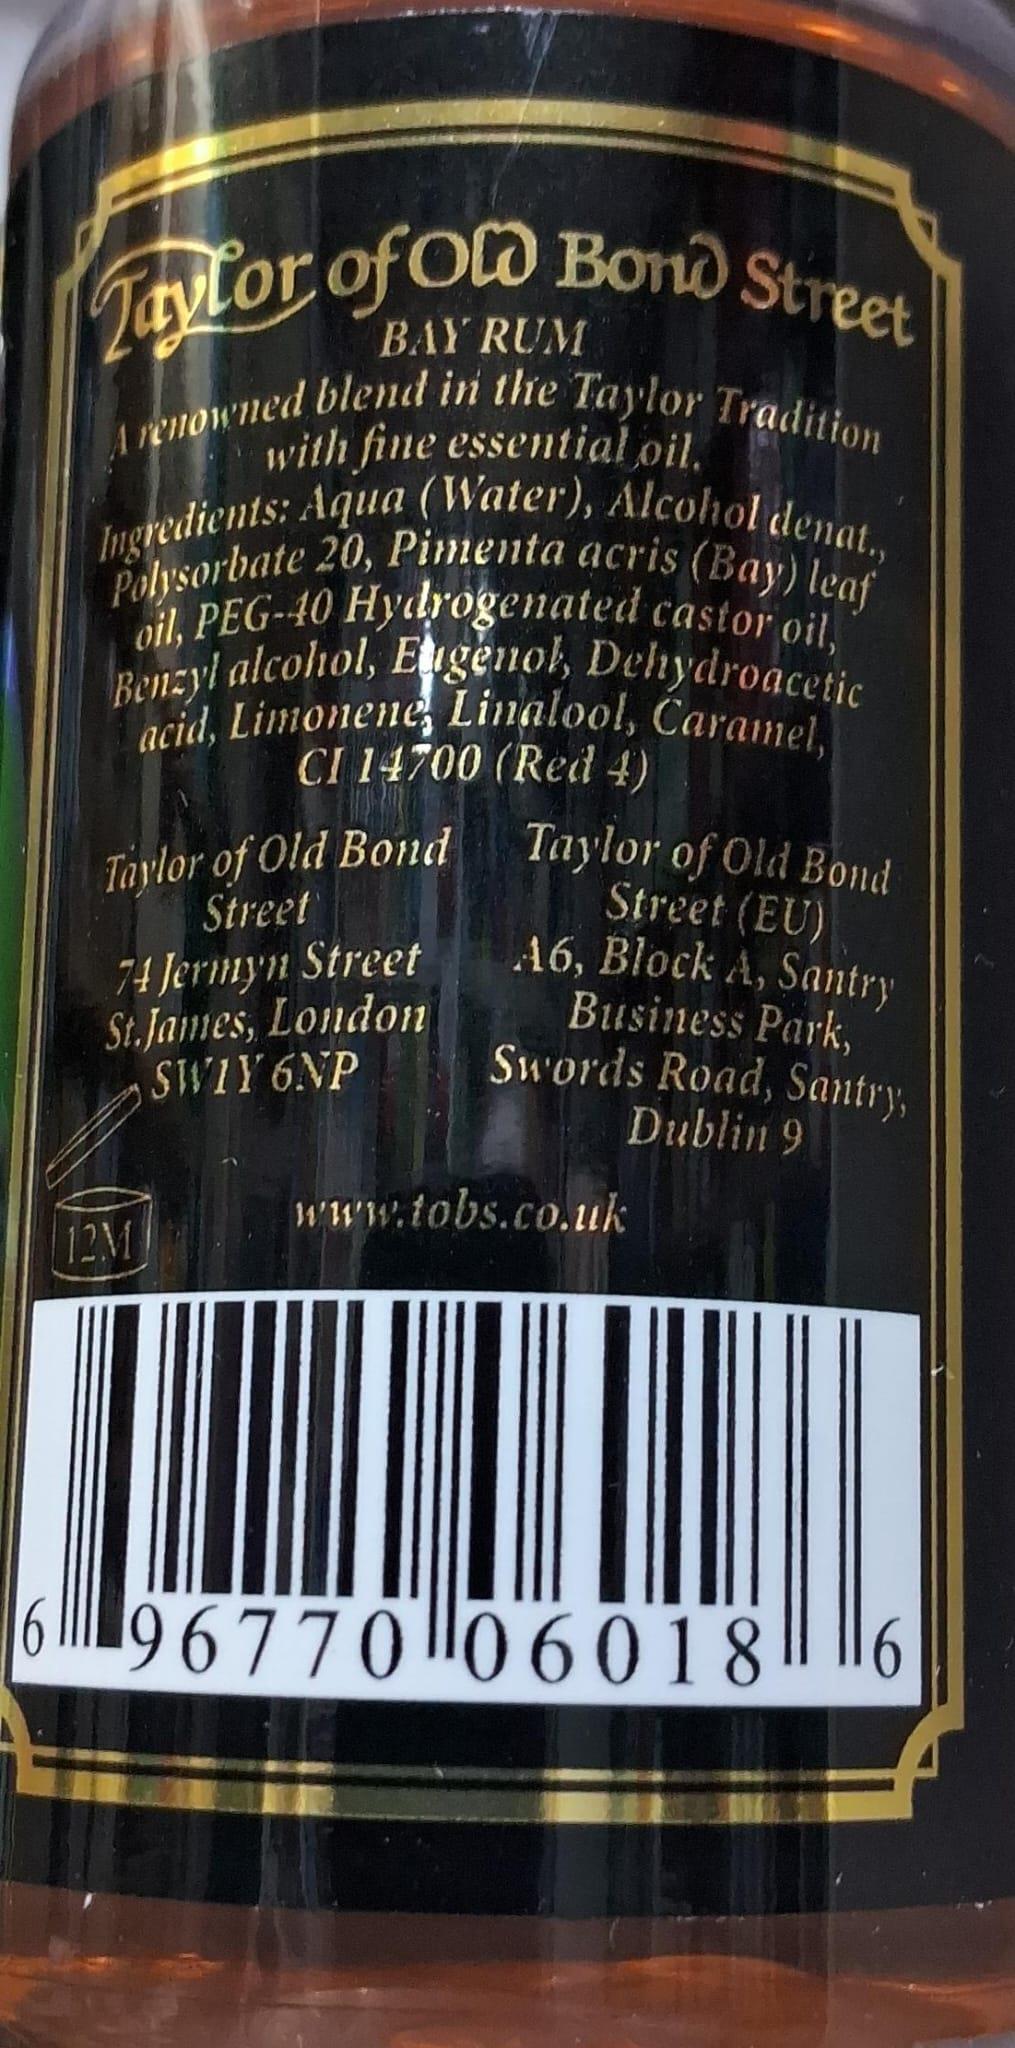 Taylor of Old Bond Street
BAY RUM
A renowned blend in the Taylor Tradition
with fine essential oil.
Ingredients: Aqua (Water), Alcohol denat.,
Polysorbate 20, Pimenta acris (Bay) leaf
oil, PEG-40 Hydrogenated castor oil,
Benzyl alcohol, Eugenol, Dehydroacetic
acid, Limonene, Linalool, Caramel,
CI 14700 (Red 4)
Taylor of Old Bond
Street
74 Jermyn Street
St.James, London
SW1Y 6NP
Taylor of Old Bond
Street (EU)
A6, Block A, Santry
Business Park,
Swords Road, Santry,
Dublin 9
12M
www.tobs.co.uk
6 96770 06018 6